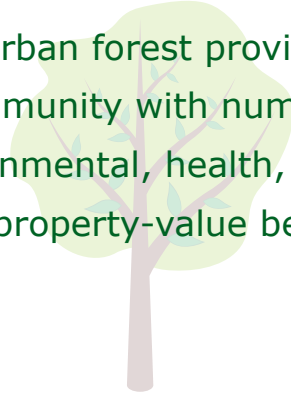 rban forest provi
munity with num
nmental, health,
property-value be